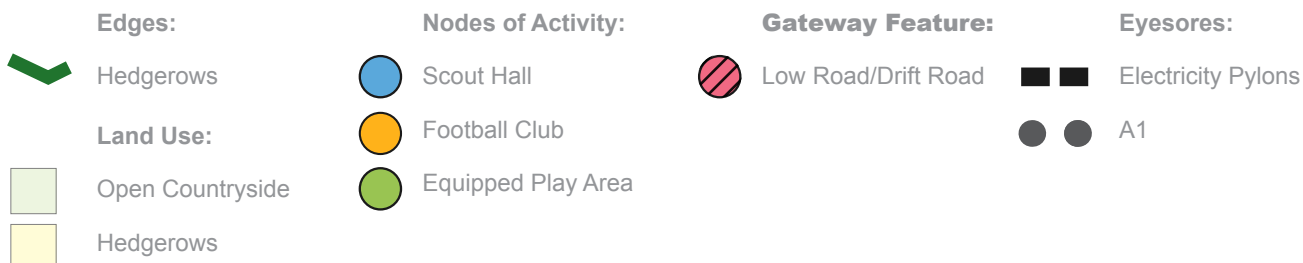 Edges:
Hedgerows
Land Use:
Open Countryside
Hedgerows
Nodes of Activity:
Scout Hall
Football Club
Equipped Play Area
Gateway Feature:
Low Road/Drift Road
Eyesores:
Electricity Pylons
A1